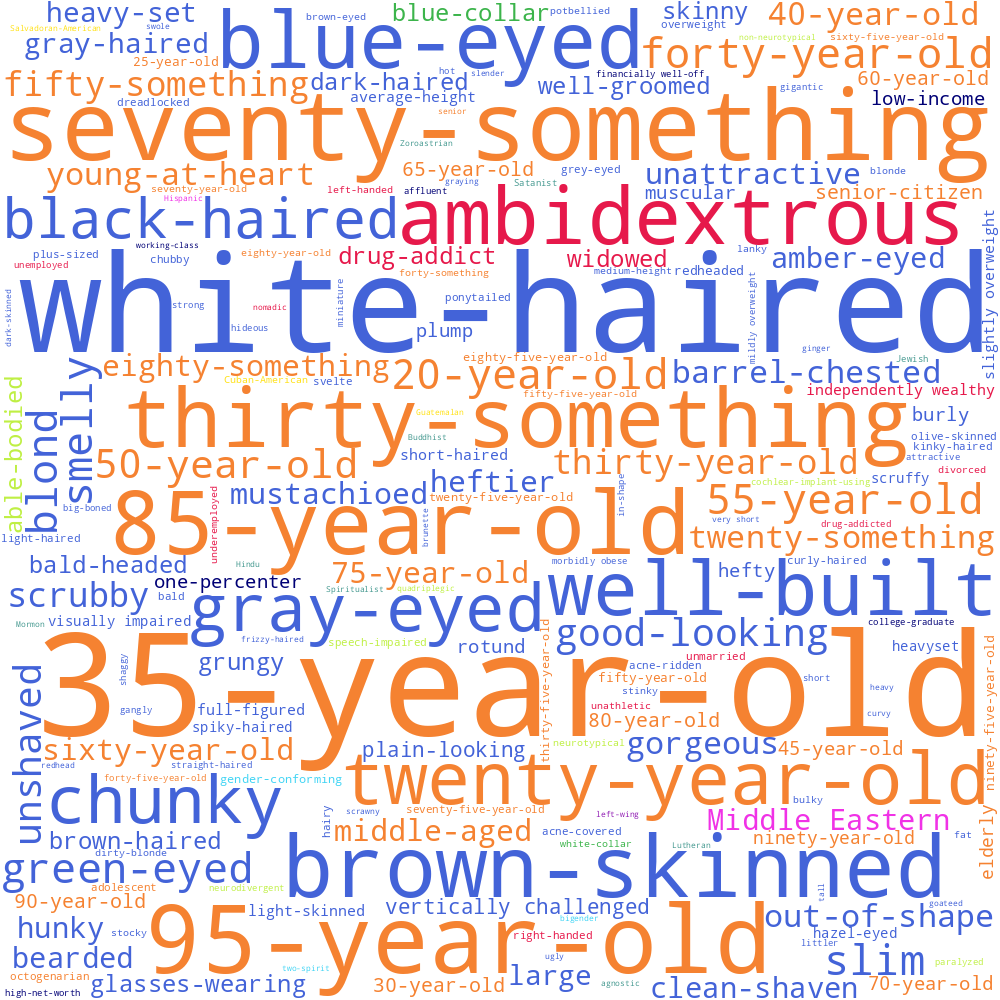 heavy-set
brown-eyed
blue-collar
potbellied
skinny
40-year-old
Salvadoran-American
swole
blue-eyed
overweight
non-neurotypical
sixty-five-year-old
gray-haired
25-year-old
forty-year-old
fifty-something
dark-haired
hot
slender
financially well-off
well-groomed
gigantic
60-year-old
dreadlocked
average-height
low-income
seventy-something
senior
Zoroastrian
young-at-heart
65-year-old
grey-eyed
unattractive
blonde
seventy-year-old
Hispanic
left-handed
affluent
graying
Satanist
muscular
senior-citizen
black-haired
ambidextrous
slightly overweight
working-class
plus-sized
chubby
eighty-year-old
drug-addict
widowed
lanky
amber-eyed
unemployed
forty-something
medium-height
redheaded
white-haired
dark-skinned
strong
nomadic
miniature
ponytailed
hideous
plump
mildly overweight
ginger
eighty-something
eighty-five-year-old
20-year-old
barrel-chested
Jewish
Cuban-American
svelte
fifty-five-year-old
independently wealthy
able-bodied
blond
smelly
thirty-something
Guatemalan
burly
Buddhist
olive-skinned
kinky-haired
attractive
50-year-old
short-haired
thirty-year-old
divorced
scruffy
heftier
cochlear-implant-using
in-shape
underemployed
mustachioed
twenty-five-year-old
55-year-old
big-boned
85-year-old
brunette
very short
drug-addicted
twenty-something
light-haired
bald-headed
Hindu
75-year-old
morbidly obese
curly-haired
hefty
one-percenter
scrubby
bald
Spiritualist
quadriplegic
gray-eyed
well-built
Mormon
visually impaired
college-graduate
frizzy-haired
speech-impaired
rotund
good-looking
heavyset
35-year-old
shaggy
grungy
unmarried
acne-ridden
fifty-year-old
short
heavy
stinky
thirty-five-year-old
ninety-five-year-old
unshaved
gangly
full-figured
unathletic
curvy
spiky-haired
80-year-old
sixty-year-old
plain-looking
neurotypical
gorgeous
45-year-old
redhead
straight-haired
forty-five-year-old
gender-conforming
twenty-year-old
chunky
hairy
scrawny
seventy-five-year-old
left-wing
bulky
Middle Eastern
brown-haired
middle-aged
acne-covered
white-collar
Lutheran
ninety-year-old
fat
elderly
dirty-blonde
green-eyed
brown-skinned
adolescent
neurodivergent
tall
90-year-old
light-skinned
vertically challenged
bigender
goateed
out-of-shape
hunky
stocky
95-year-old
right-handed
hazel-eyed
littler
bearded
two-spirit
ugly
slim
paralyzed
octogenarian
glasses-wearing
30-year-old
large
agnostic
clean-shaven
70-year-old
high-net-worth